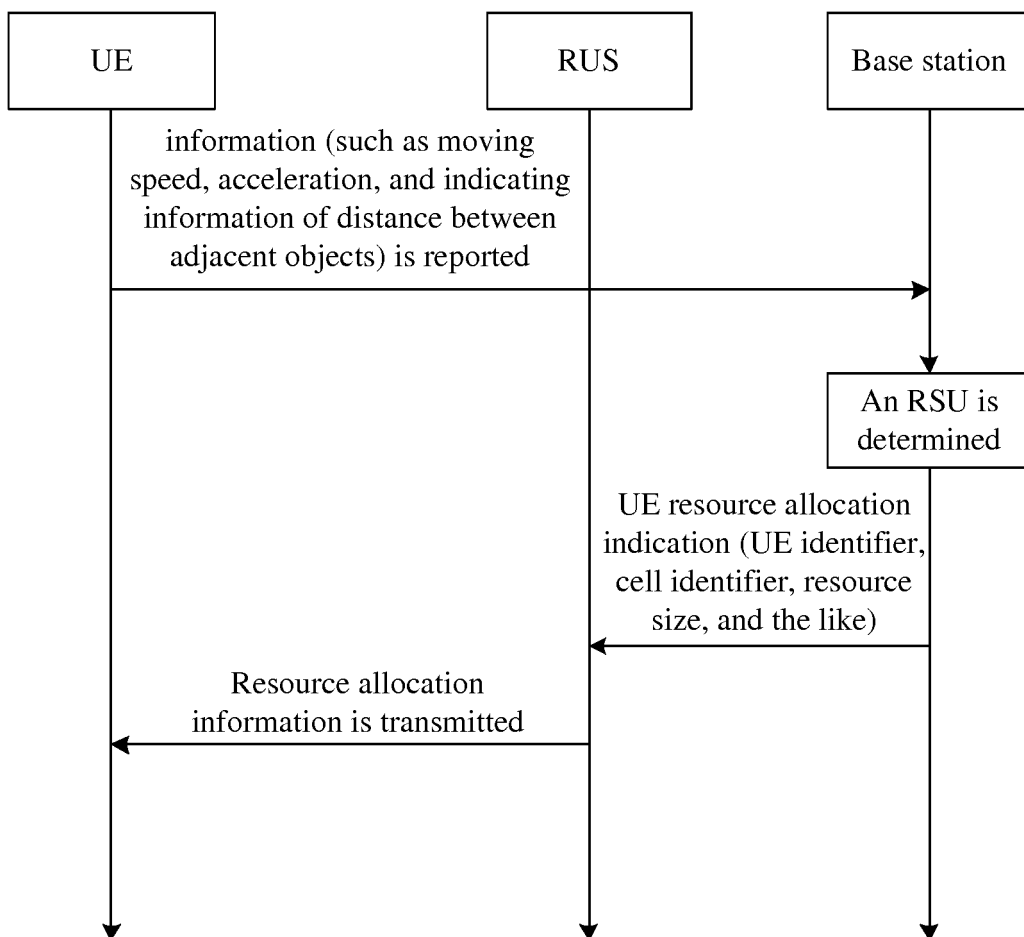 UE
RUS
Base station
information (such as moving
speed, acceleration, and indicating
information of distance between
adjacent objects) is reported
An RSU is
determined
UE resource allocation
indication (UE identifier,
cell identifier, resource
size, and the like)
Resource allocation
information is transmitted